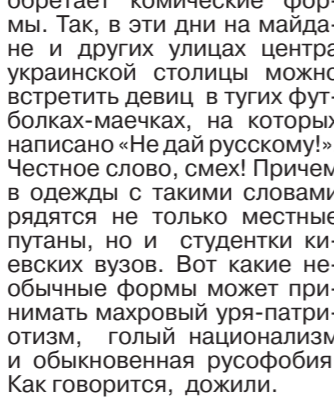 обретает комические фор-
мы. Так, в эти дни на майда-
не и других улицах центра
украинской столицы можно
встретить девиц в тугих фут-
болках-маечках, на которых
написано «Не дай русскому!»
Честное слово, смех! Причем
в одежды с такими словами
рядятся не только местные
путаны, но и студентки ки-
евских вузов. Вот какие не-
обычные формы может при-
нимать махровый уря-патри-
отизм, голый национализм
и обыкновенная русофобия
Как говорится, дожили.